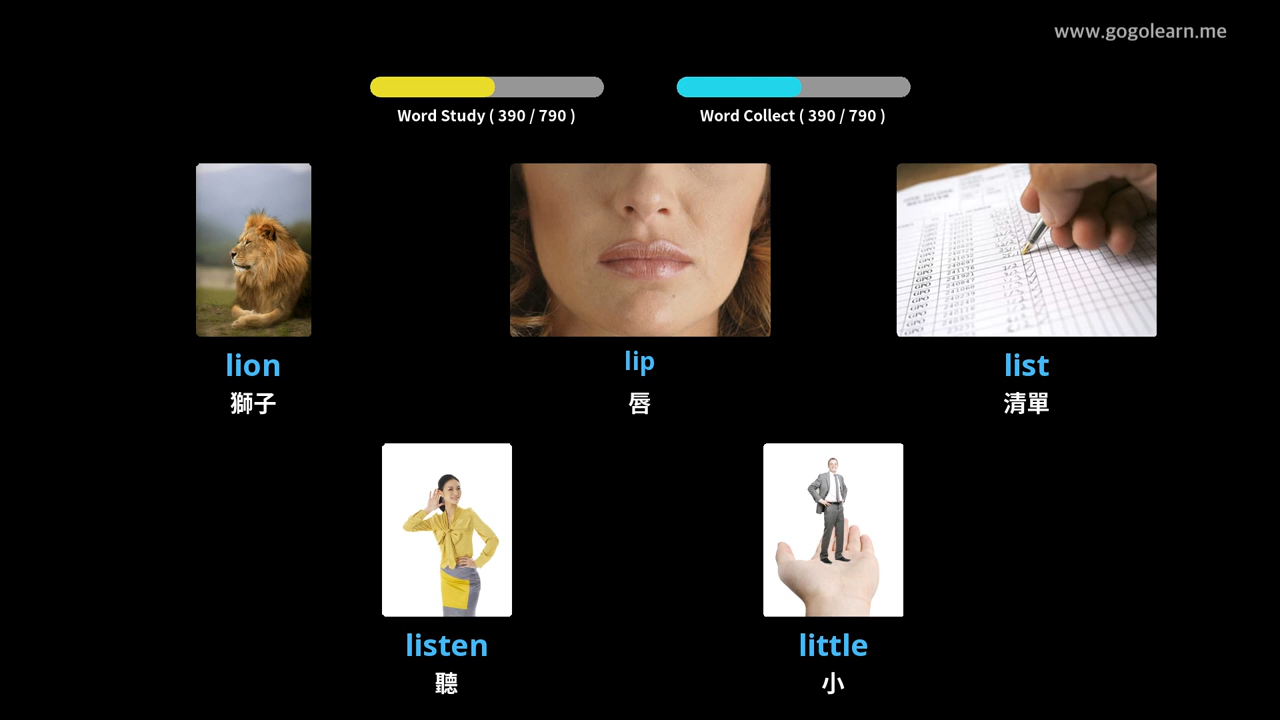 www.gogolearn.me
Word Study ( 390 / 790 )
Word Collect ( 390 / 790 )
lion
獅子
lip
唇
list
清單
listen
聽
little
小